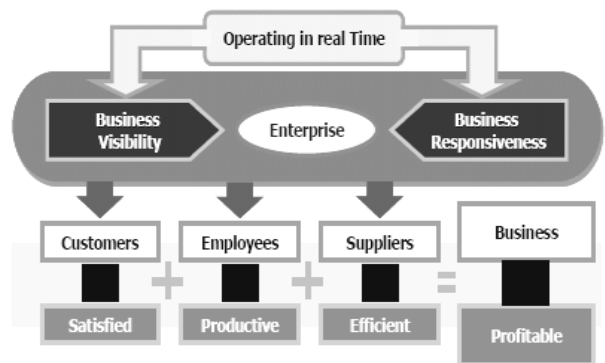 Operating in real Time
Business
Visibility
Enterprise
Business
Responsiveness
Customers
Employees
Suppliers
Business
+
+
=
Satisfied
Productive
Efficient
Profitable